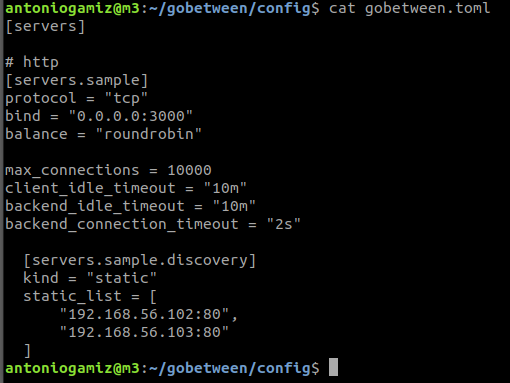 antoniogamiz@m3:~/gobetween/config$ cat gobetween.toml
[servers]
# http
[servers.sample]
protocol = "tcp"
bind = "0.0.0.0:3000"
balance = "roundrobin"
max_connections = 10000
client_idle_timeout = "10m"
backend_idle_timeout = "10m"
backend_connection_timeout = "2s"
[servers.sample.discovery]
kind = "static"
static_list = [
"192.168.56.102:80",
"192.168.56.103:80"
]
antoniogamiz@m3:~/gobetween/config$